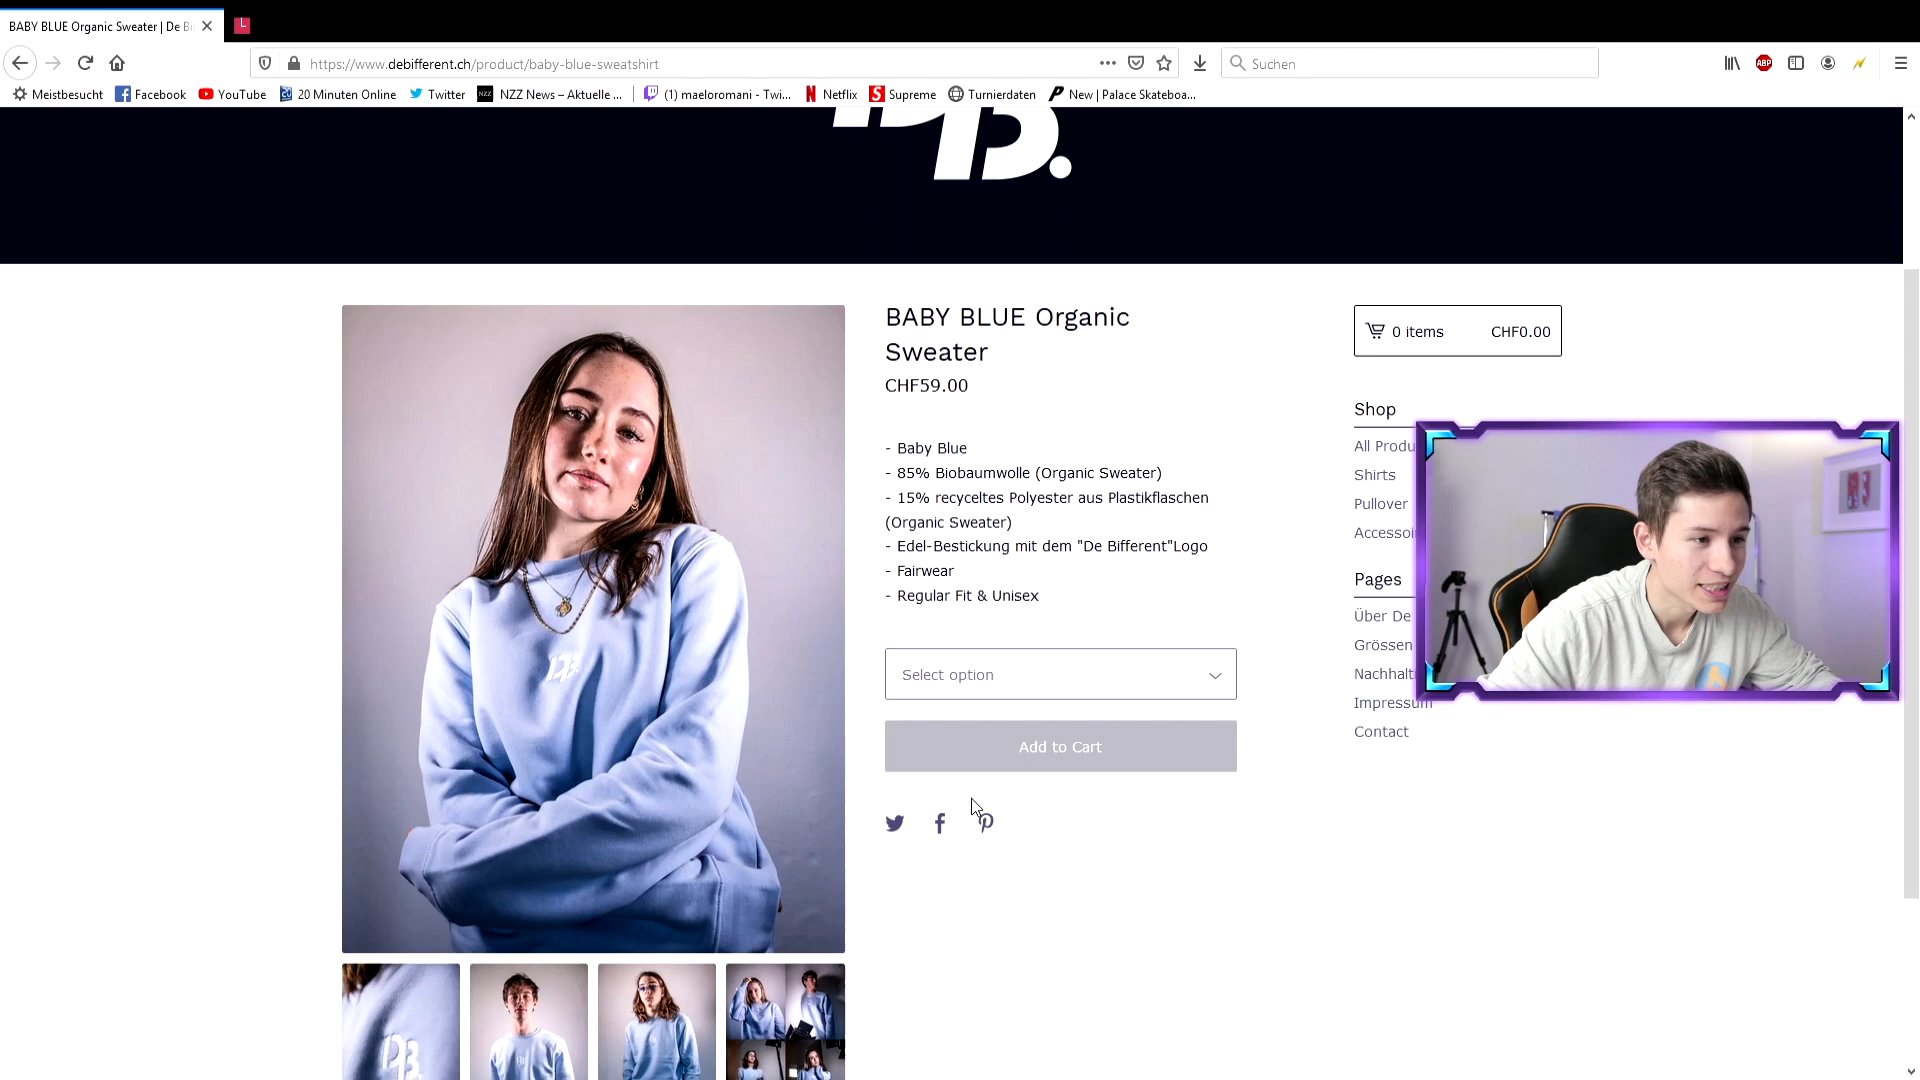 BABY BLUE Organic Sweater | De B
https://www.debifferent.ch/product/baby-blue-sweatshirt
Suchen
Meistbesucht Facebook YouTube 20 Minuten Online Twitter NZZ News – Aktuelle ... (1) maeloromani - Twi... Netflix Supreme Turnierdaten New | Palace Skateboa...
DB.
BABY BLUE Organic
Sweater
CHF59.00
- Baby Blue
- 85% Biobaumwolle (Organic Sweater)
- 15% recyceltes Polyester aus Plastikflaschen
(Organic Sweater)
- Edel-Bestickung mit dem "De Bifferent"Logo
- Fairwear
- Regular Fit & Unisex
Select option
Add to Cart
0 items CHF0.00
Shop
All Produ
Shirts
Pullover
Accessoi
Pages
Über De
Grössen
Nachhalti
Impressum
Contact
DB.